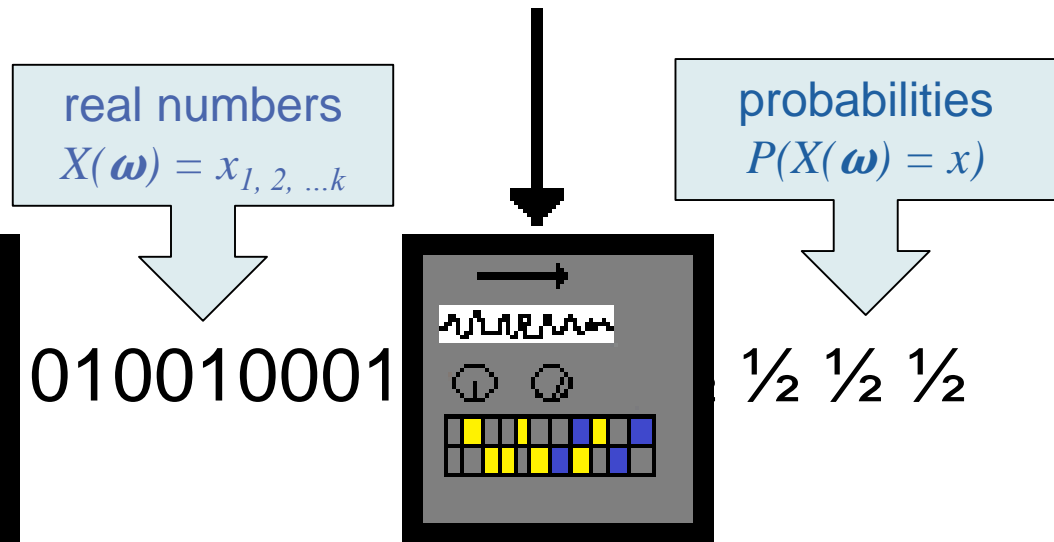 real numbers
X(ω) = x1, 2, ...k
probabilities
P(X(ω) = x)
010010001
½ ½ ½